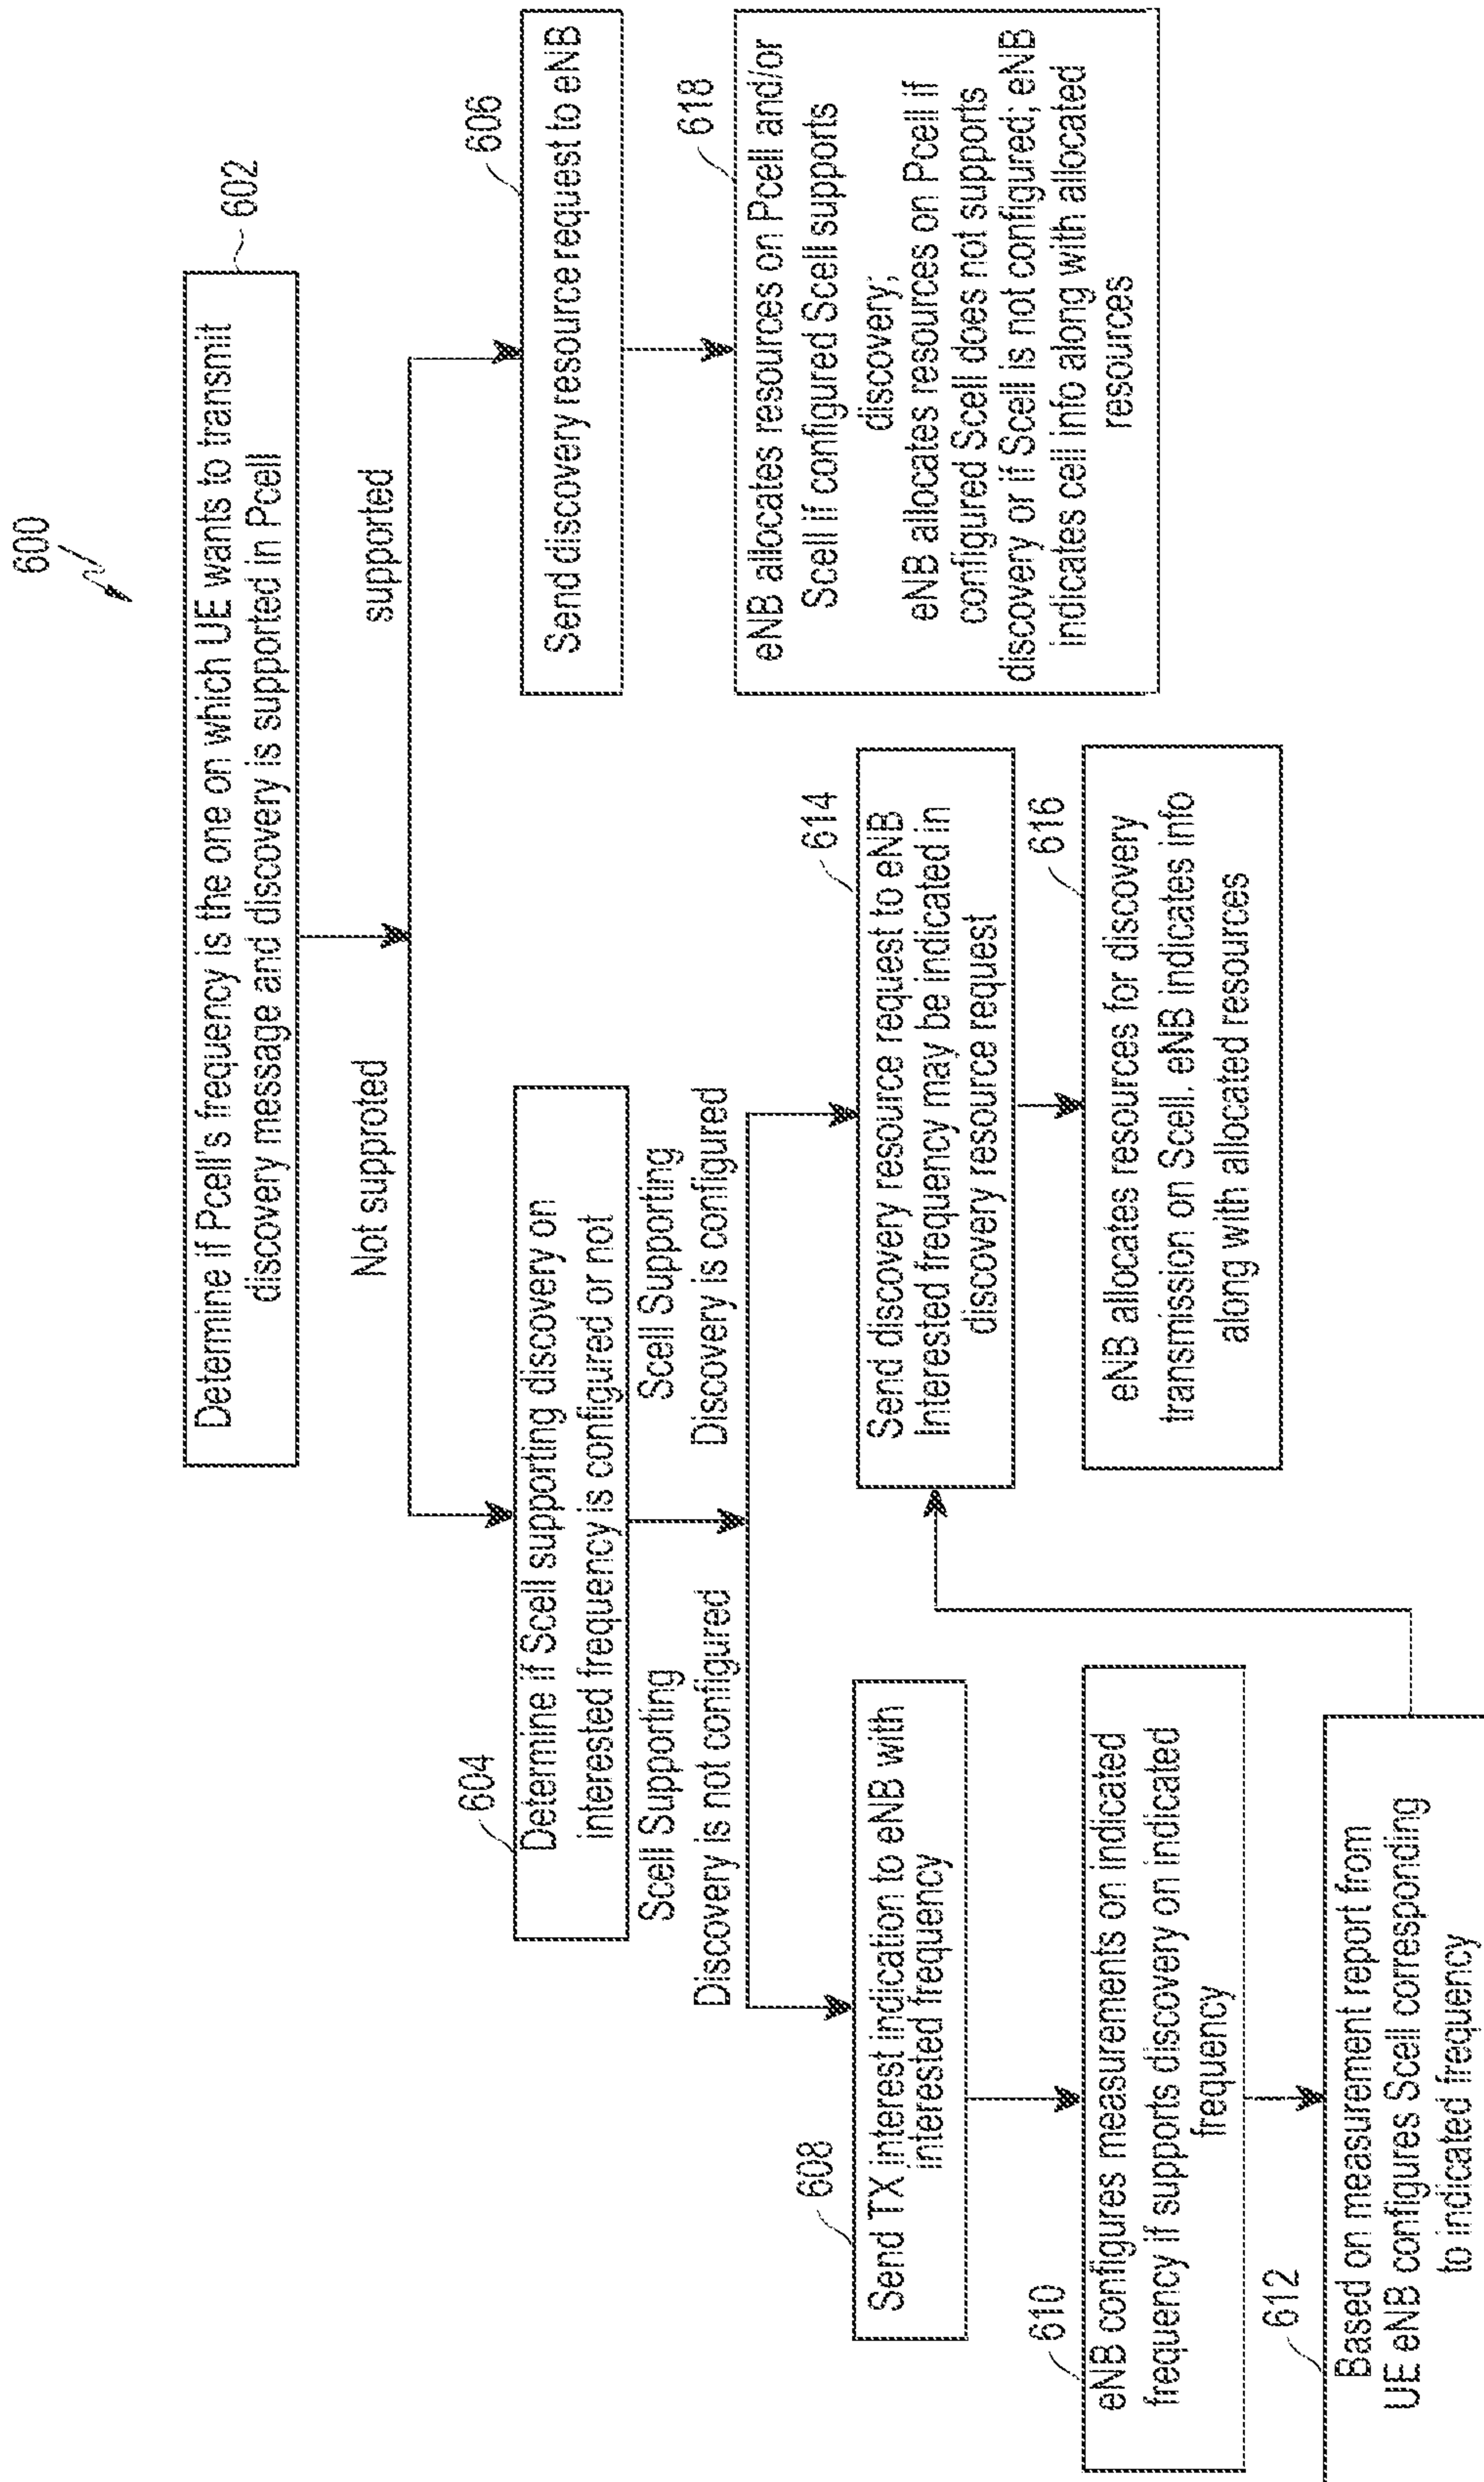 600
602
Determine if Pcell's frequency is the one on which UE wants to transmit
discovery message and discovery is supported in Pcell
Not supproted
supported
604
Determine if Scell supporting discovery on
interested frequency is configured or not
606
Send discovery resource request to eNB
Scell Supporting
Discovery is not configured
Scell Supporting
Discovery is configured
618
eNB allocates resources on Pcell and/or
Scell if configured Scell supports
discovery;
eNB allocates resources on Pcell if
configured Scell does not supports
discovery or if Scell is not configured; eNB
indicates cell info along with allocated
resources
608
Send TX interest indication to eNB with
interested frequency
614
Send discovery resource request to eNB
Interested frequency may be indicated in
discovery resource request
610
eNB configures measurements on indicated
frequency if supports discovery on indicated
frequency
616
eNB allocates resources for discovery
transmission on Scell. eNB indicates info
along with allocated resources
612
Based on measurement report from
UE eNB configures Scell corresponding
to indicated frequency